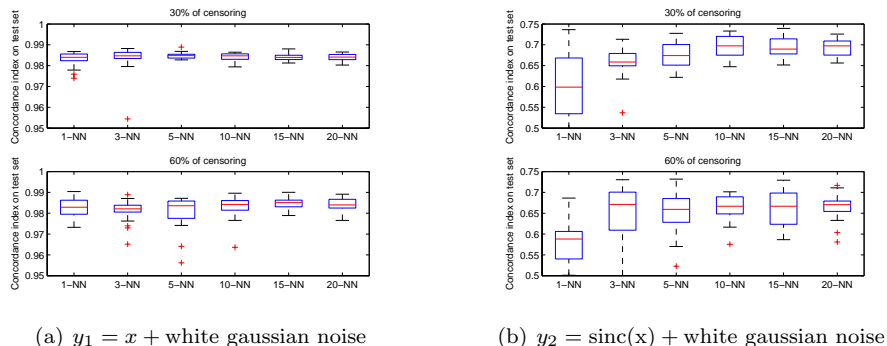 30% of censoring
Concordance index on test set
1
0.99
0.98
0.97
0.96
0.95
1−NN 3−NN 5−NN 10−NN 15−NN 20−NN
60% of censoring
Concordance index on test set
1
0.99
0.98
0.97
0.96
0.95
1−NN 3−NN 5−NN 10−NN 15−NN 20−NN
(a) y₁ = x + white gaussian noise
30% of censoring
Concordance index on test set
0.75
0.7
0.65
0.6
0.55
0.5
1−NN 3−NN 5−NN 10−NN 15−NN 20−NN
60% of censoring
Concordance index on test set
0.75
0.7
0.65
0.6
0.55
0.5
1−NN 3−NN 5−NN 10−NN 15−NN 20−NN
(b) y₂ = sinc(x) + white gaussian noise